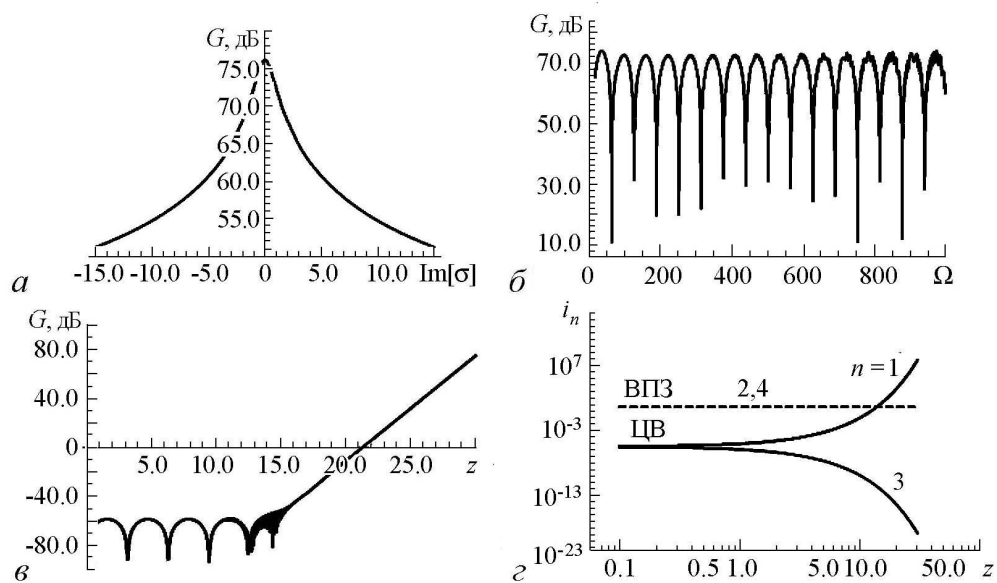 G, дБ
75.0
70.0
65.0
60.0
55.0
-15.0 -10.0 -5.0 0 5.0 10.0 Im[σ]
а
G, дБ
70.0
50.0
30.0
10.0
0 200 400 600 800 Ω
б
G, дБ
80.0
40.0
0
5.0 10.0 15.0 20.0 25.0 z
-40.0
-80.0
в
i_n
10^7
n = 1
ВПЗ 2,4
10^-3
ЦВ
3
10^-13
10^-23
0.1 0.5 1.0 5.0 10.0 50.0 z
г